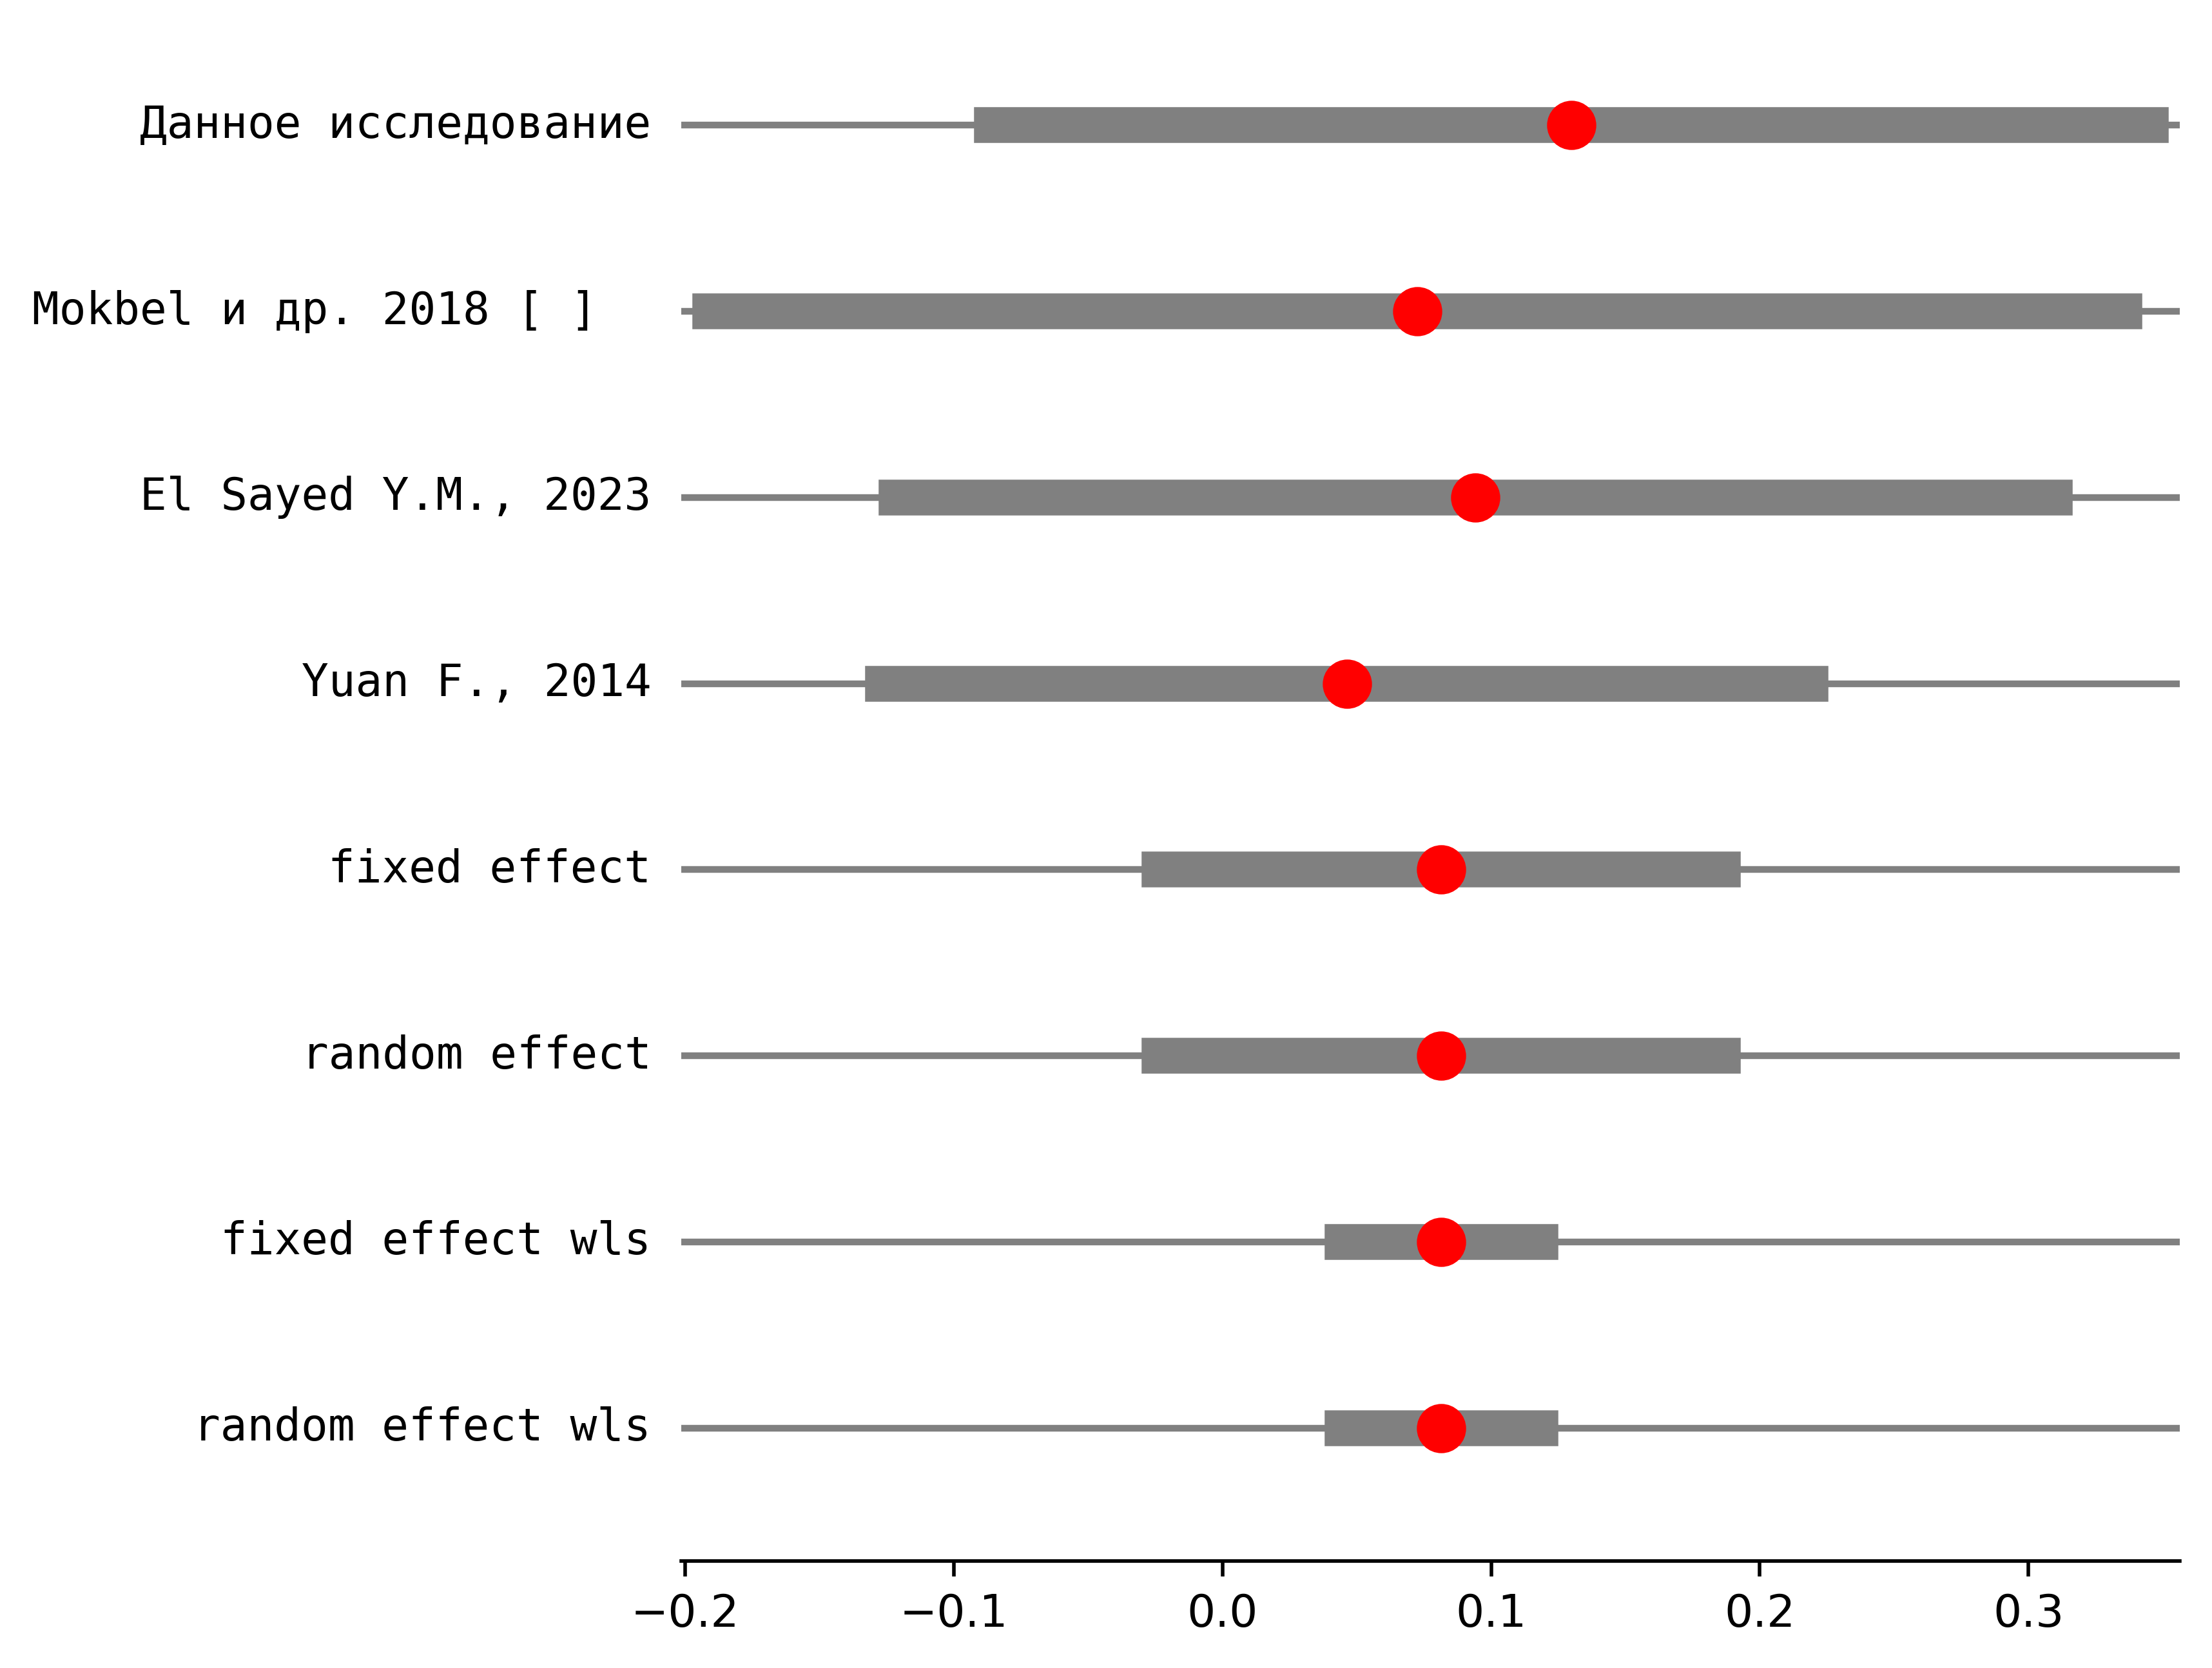 Данное исследование
Mokbel и др. 2018 [ ]
El Sayed Y.M., 2023
Yuan F., 2014
fixed effect
random effect
fixed effect wls
random effect wls
−0.2 −0.1 0.0 0.1 0.2 0.3